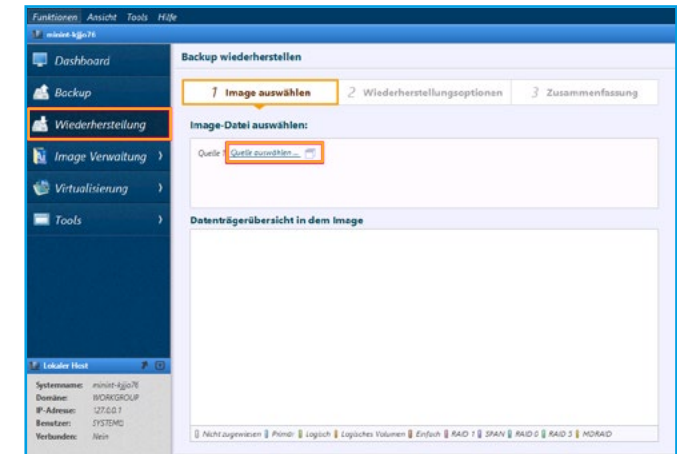 Funktionen Ansicht Tools Hilfe
minint-kjjo76
Dashboard
Backup
Wiederherstellung
Image Verwaltung
Virtualisierung
Tools
Backup wiederherstellen
1 Image auswählen 2 Wiederherstellungsoptionen 3 Zusammenfassung
Image-Datei auswählen:
Quelle 1 Quelle auswählen ...
Datenträgerübersicht in dem Image
Nicht zugewiesen Primär Logisch Logisches Volumen Einfach RAID 1 SPAN RAID 0 RAID 5 MDRAID
Lokaler Host
Systemname: minint-kjjo76
Domäne: WORKGROUP
IP-Adresse: 127.0.0.1
Benutzer: SYSTEM
Verbunden: Nein